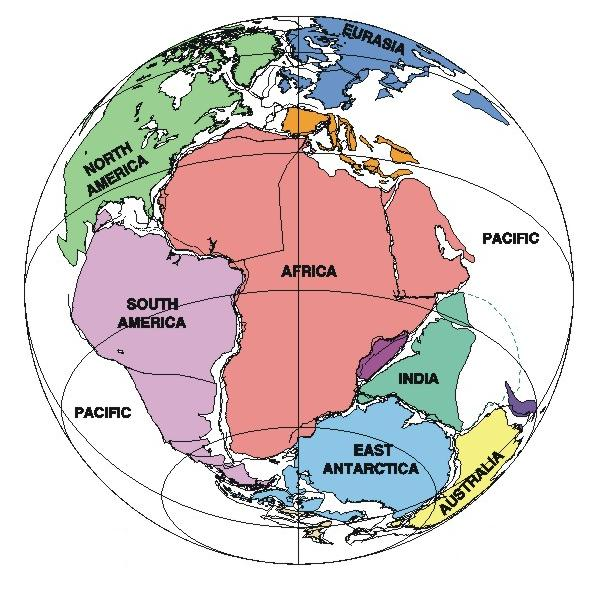 EURASIA
NORTH
AMERICA
PACIFIC
AFRICA
SOUTH
AMERICA
INDIA
PACIFIC
EAST
ANTARCTICA
AUSTRALIA